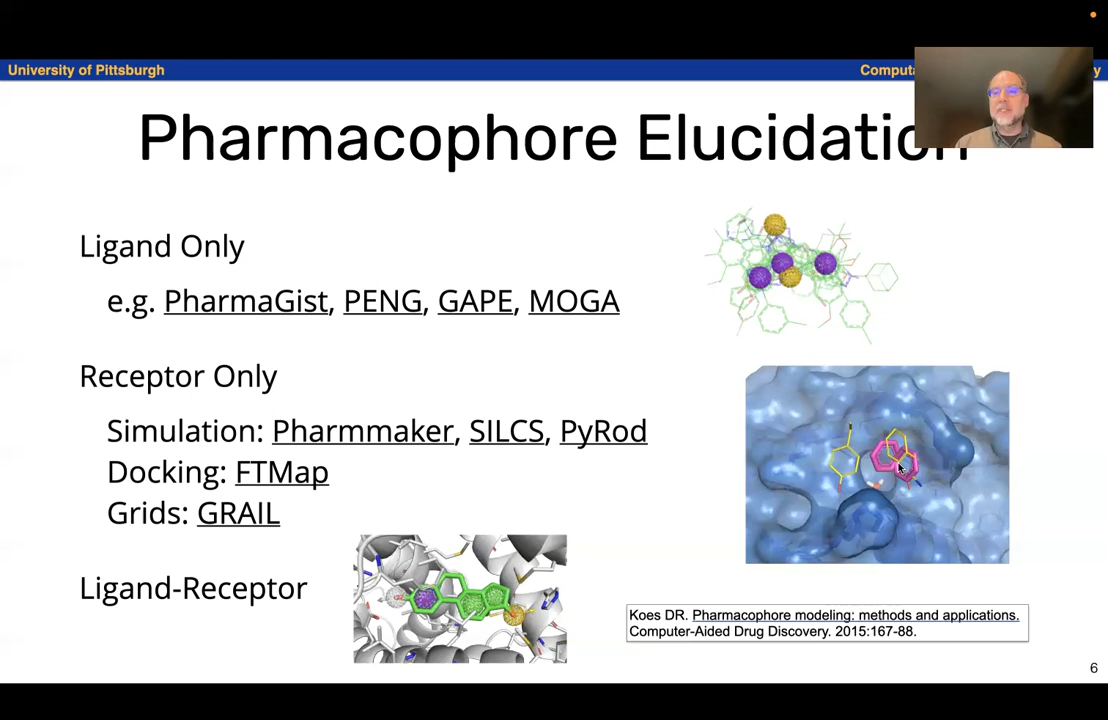 University of Pittsburgh
Pharmacophore Elucidation
Ligand Only
e.g. PharmaGist, PENG, GAPE, MOGA
Receptor Only
Simulation: Pharmmaker, SILCS, PyRod
Docking: FTMap
Grids: GRAIL
Ligand-Receptor
Koes DR. Pharmacophore modeling: methods and applications.
Computer-Aided Drug Discovery. 2015:167-88.
6